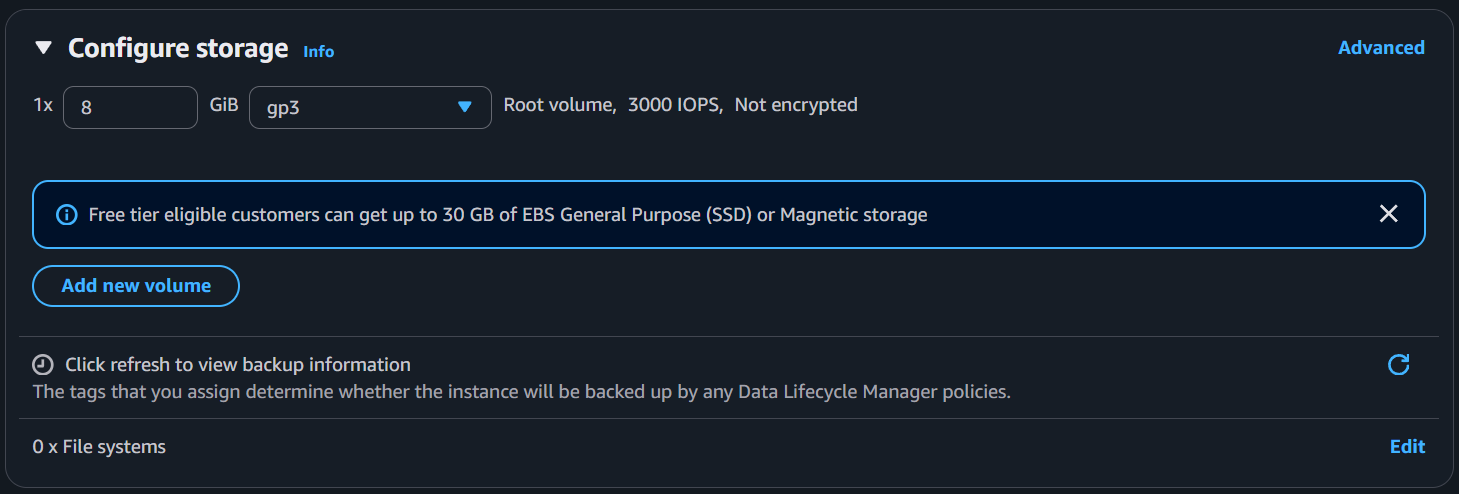 Configure storage Info Advanced
1x 8 GiB gp3 Root volume, 3000 IOPS, Not encrypted
Free tier eligible customers can get up to 30 GB of EBS General Purpose (SSD) or Magnetic storage
Add new volume
Click refresh to view backup information
The tags that you assign determine whether the instance will be backed up by any Data Lifecycle Manager policies.
0 x File systems Edit